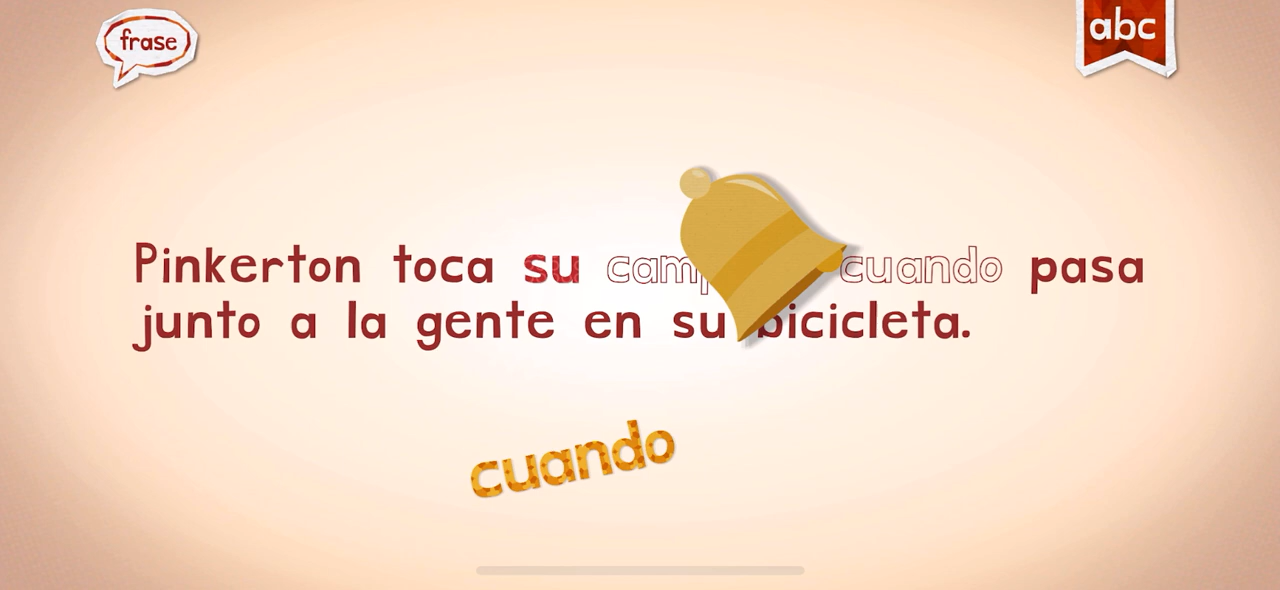 frase
abc
Pinkerton toca su cuando pasa
junto a la gente en su bicicleta.
cuando